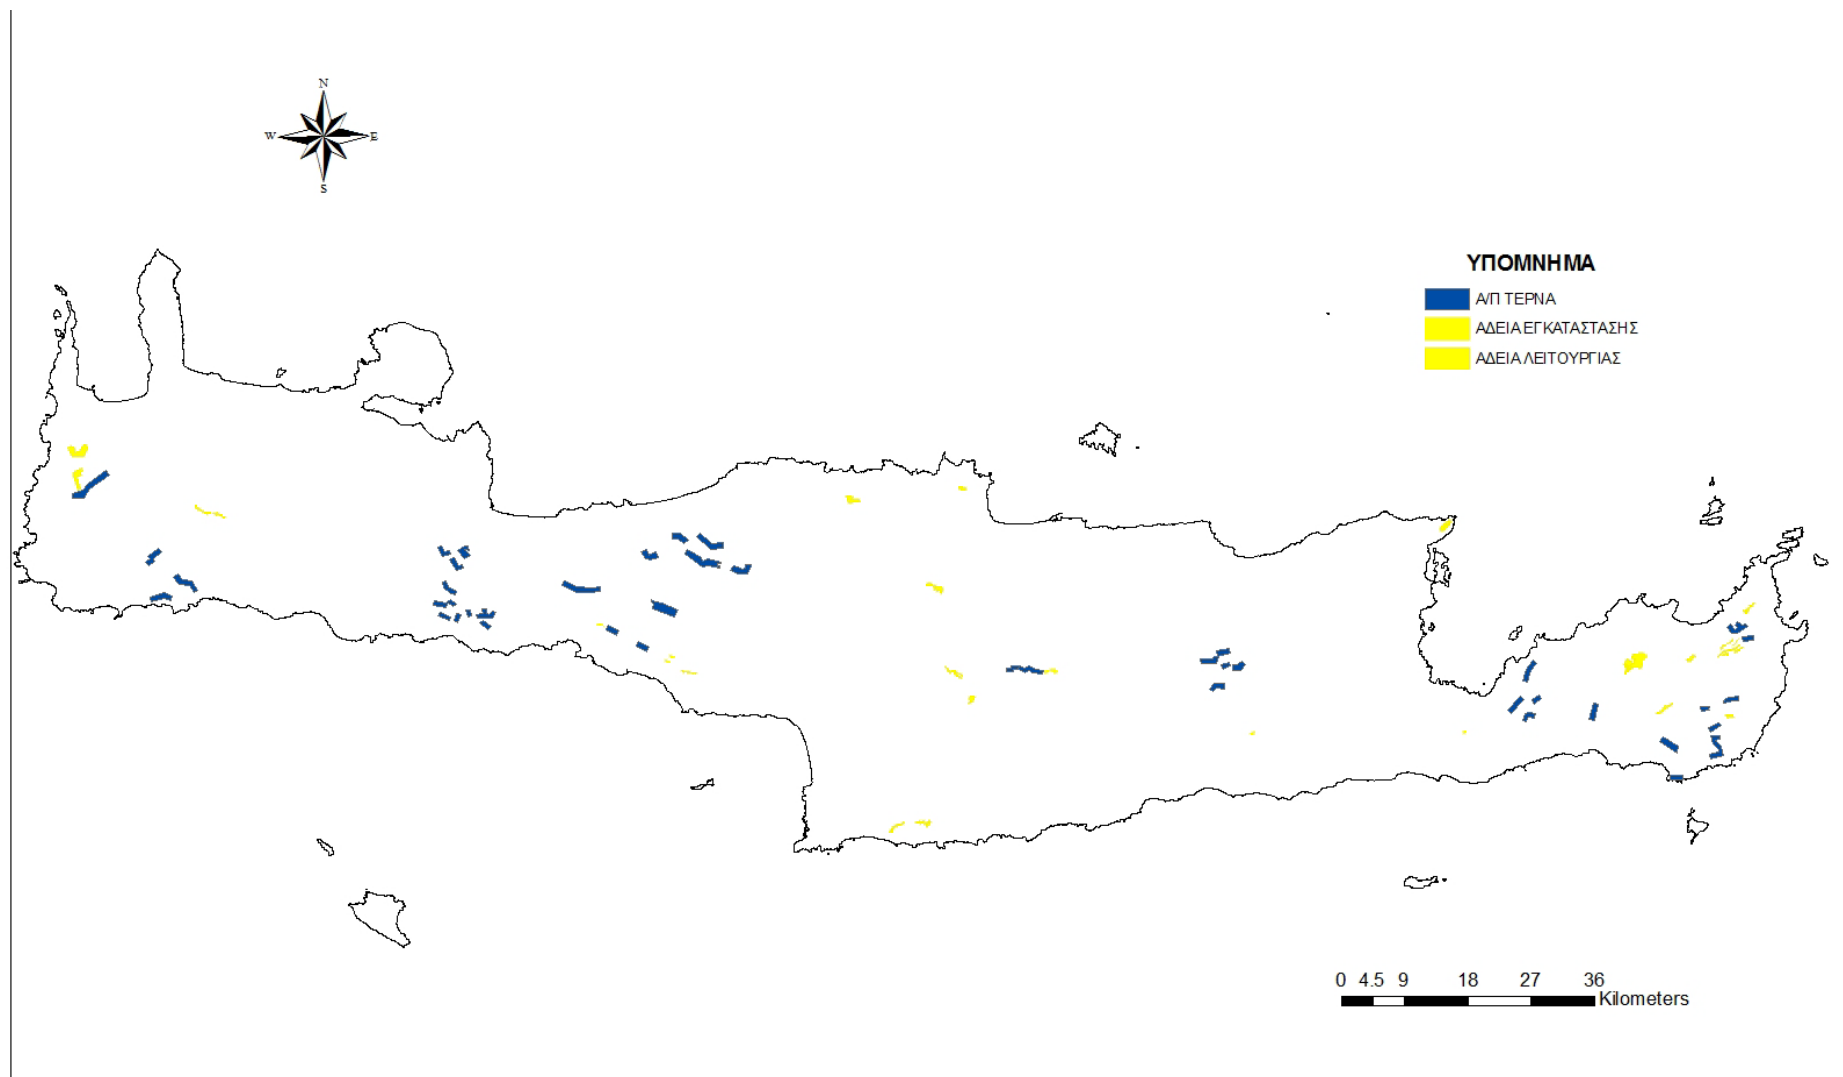 N
W E
S
ΥΠΟΜΝΗΜΑ
Α/Π ΤΕΡΝΑ
ΑΔΕΙΑ ΕΓΚΑΤΑΣΤΑΣΗΣ
ΑΔΕΙΑ ΛΕΙΤΟΥΡΓΙΑΣ
0 4.5 9 18 27 36
Kilometers